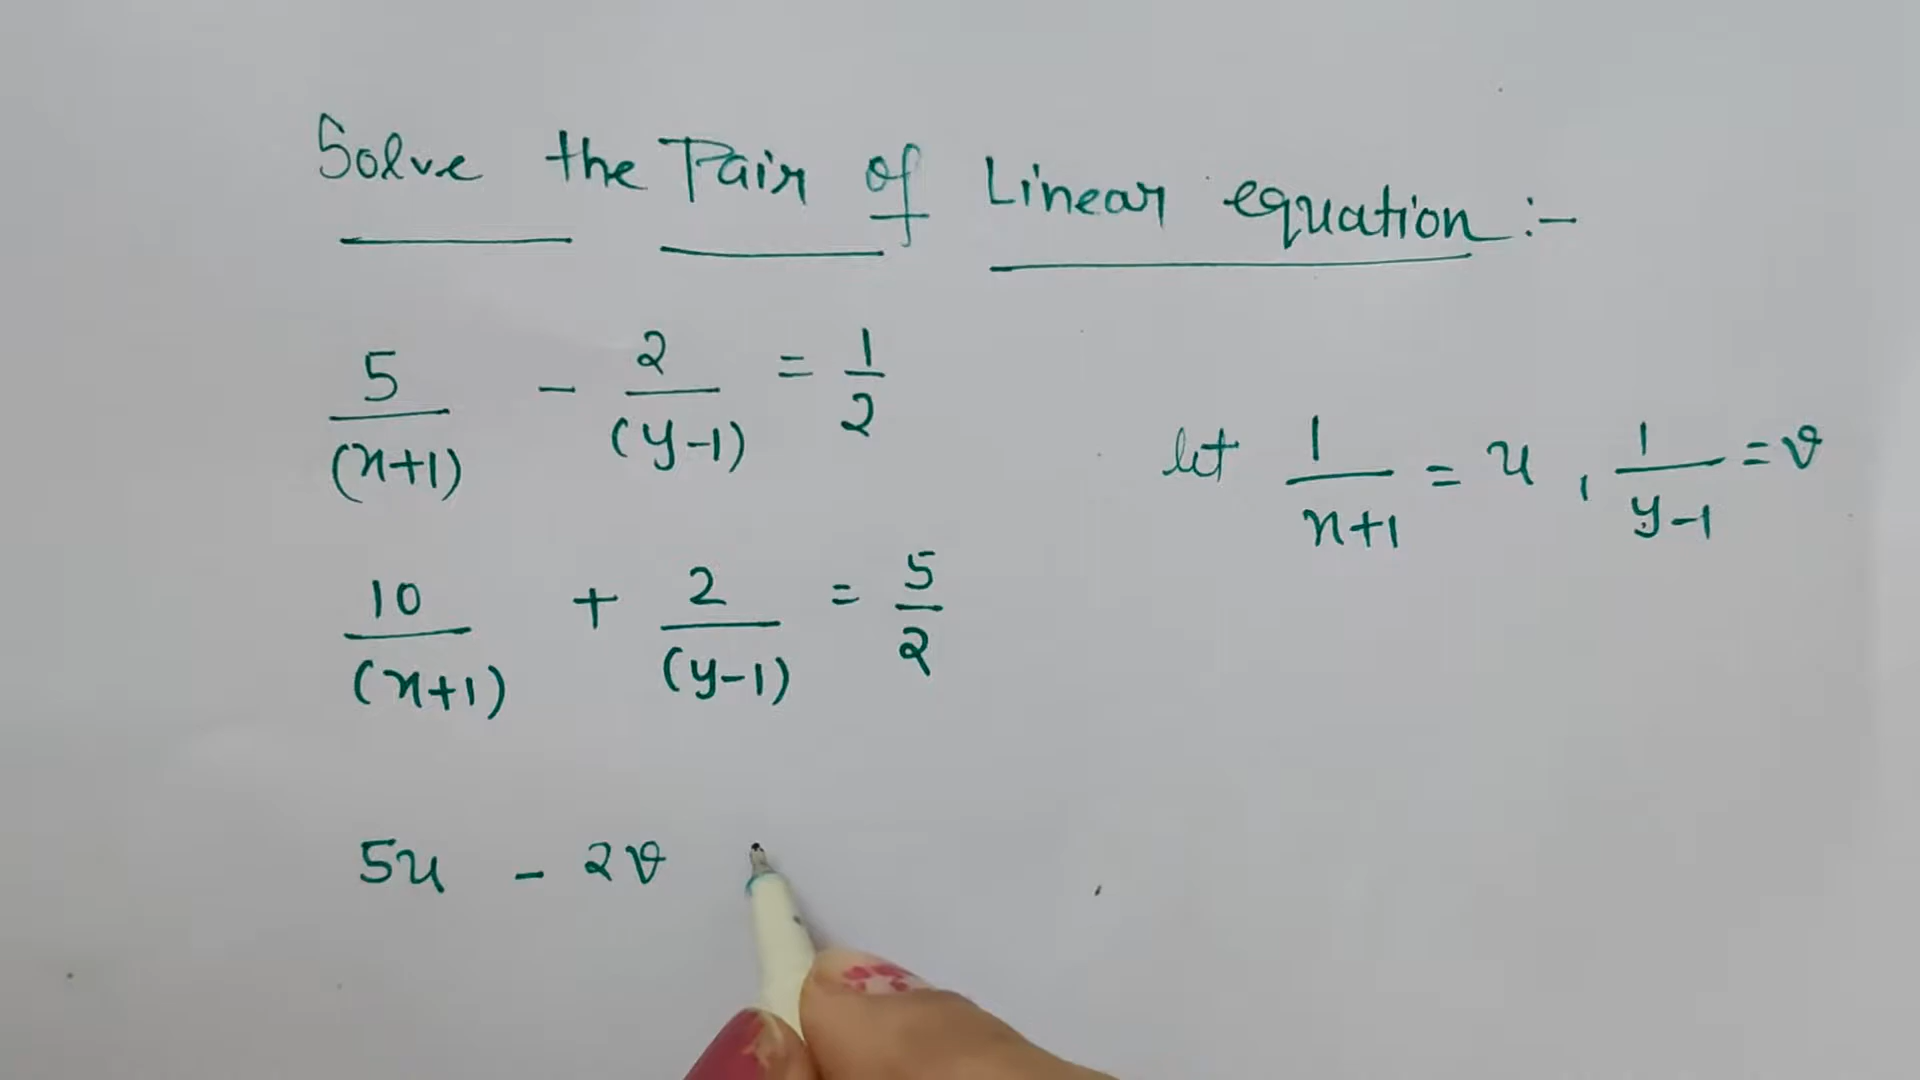 Solve the Pair of Linear equation :-
5/(x+1) - 2/(y-1) = 1/2
let 1/x+1 = u , 1/y-1 = v
10/(x+1) + 2/(y-1) = 5/2
5u - 2v